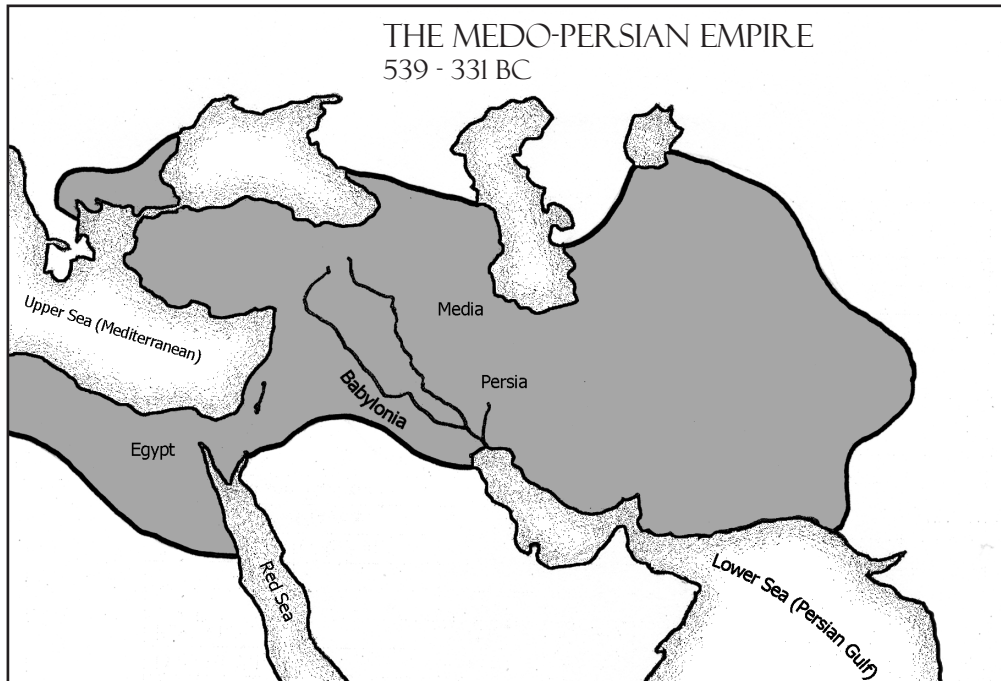 THE MEDO-PERSIAN EMPIRE
539 - 331 BC
Upper Sea (Mediterranean)
Media
Persia
Babylonia
Egypt
Red Sea
Lower Sea (Persian Gulf)